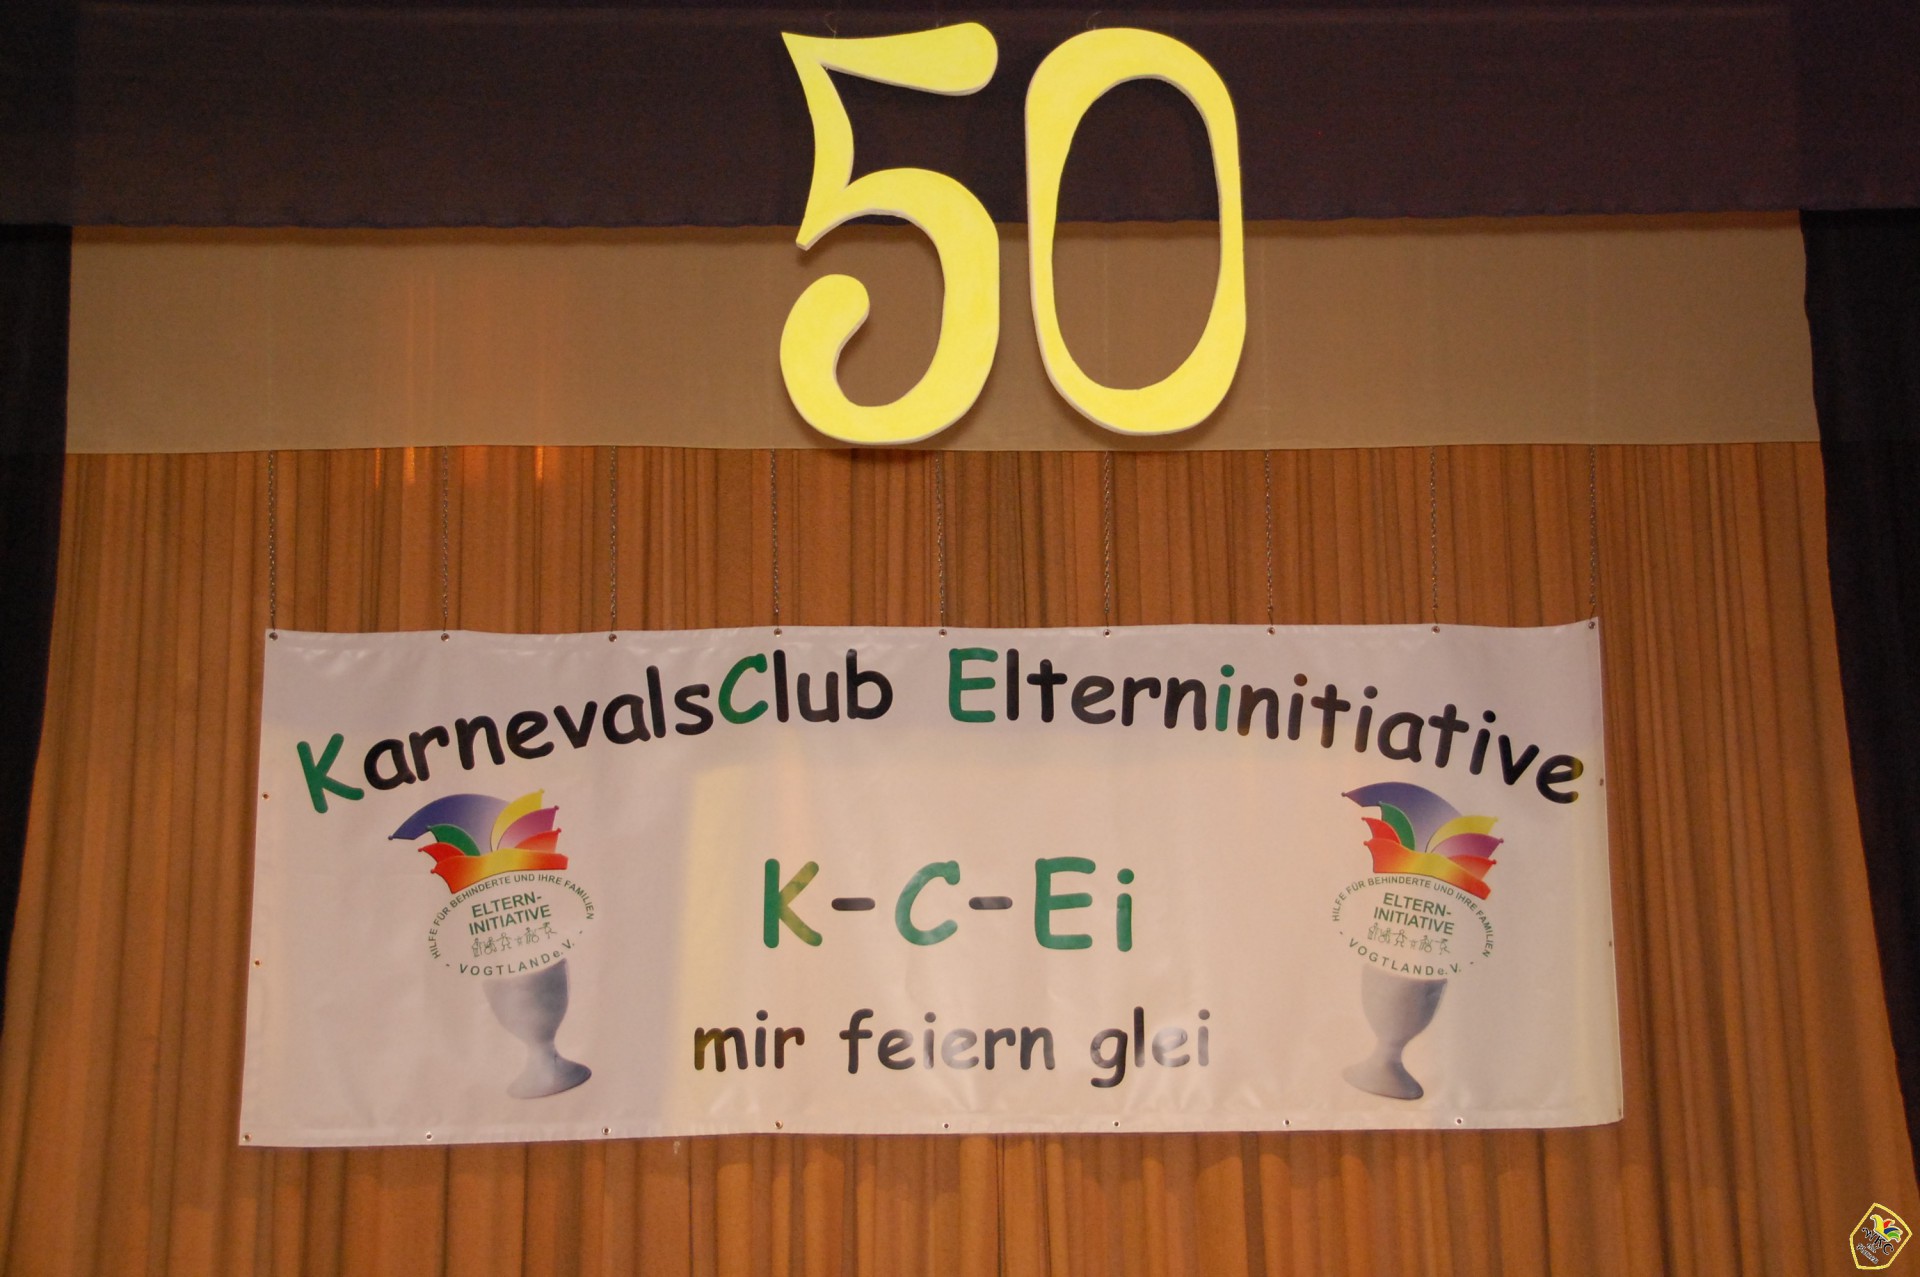 50
KarnevalsClub Elterninitiative
HILFE FÜR BEHINDERTE UND IHRE FAMILIEN
ELTERN-
INITIATIVE
- VOGTLAND e. V. -
K-C-Ei
HILFE FÜR BEHINDERTE UND IHRE FAMILIEN
ELTERN-
INITIATIVE
- VOGTLAND e. V. -
mir feiern glei
WKC